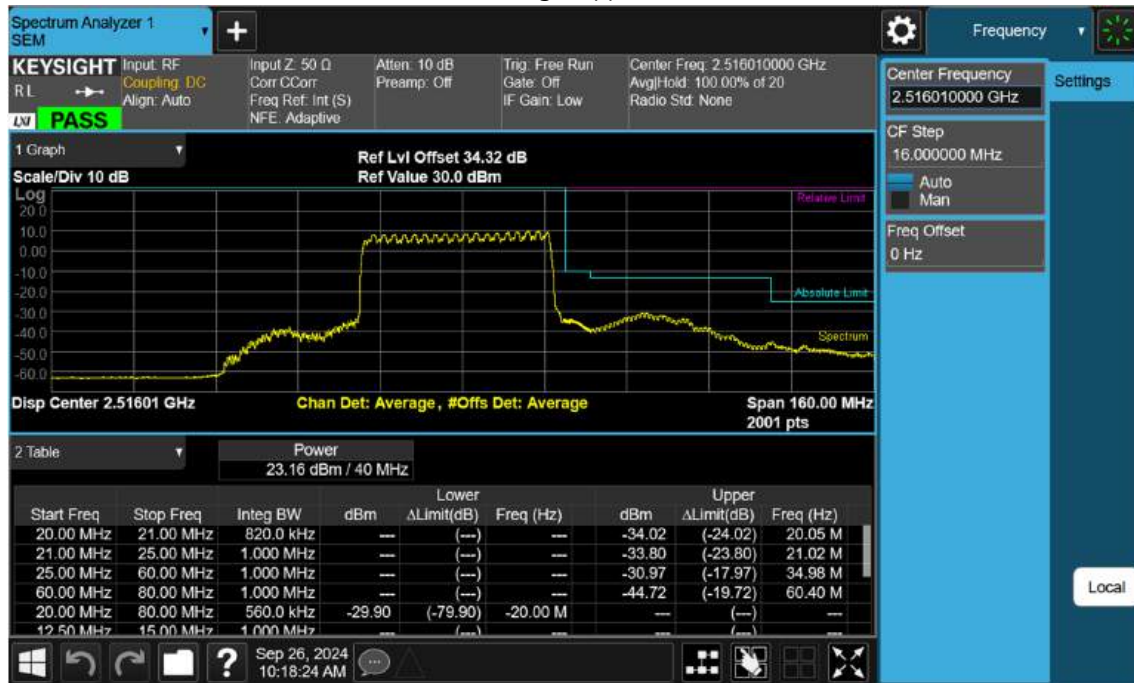 Spectrum Analyzer 1
SEM
+
Frequency
KEYSIGHT
RL
LXI
PASS
Input: RF
Coupling: DC
Align: Auto
Input Z: 50 Ω
Corr CCorr
Freq Ref: Int (S)
NFE: Adaptive
Atten: 10 dB
Preamp: Off
Trig: Free Run
Gate: Off
IF Gain: Low
Center Freq: 2.516010000 GHz
Avg|Hold: 100.00% of 20
Radio Std: None
Center Frequency
2.516010000 GHz
Settings
CF Step
16.000000 MHz
Auto
Man
Freq Offset
0 Hz
Local
1 Graph
Scale/Div 10 dB
Ref Lvl Offset 34.32 dB
Ref Value 30.0 dBm
Log
20.0
10.0
0.00
-10.0
-20.0
-30.0
-40.0
-50.0
-60.0
Relative Limit
Absolute Limit
Spectrum
Disp Center 2.51601 GHz
Chan Det: Average, #Offs Det: Average
Span 160.00 MHz
2001 pts
2 Table
Power
23.16 dBm / 40 MHz
Lower Upper
Start Freq Stop Freq Integ BW dBm ΔLimit(dB) Freq (Hz) dBm ΔLimit(dB) Freq (Hz)
20.00 MHz 21.00 MHz 820.0 kHz --- (---) --- -34.02 (-24.02) 20.05 M
21.00 MHz 25.00 MHz 1.000 MHz --- (---) --- -33.80 (-23.80) 21.02 M
25.00 MHz 60.00 MHz 1.000 MHz --- (---) --- -30.97 (-17.97) 34.98 M
60.00 MHz 80.00 MHz 1.000 MHz --- (---) --- -44.72 (-19.72) 60.40 M
20.00 MHz 80.00 MHz 560.0 kHz -29.90 (-79.90) -20.00 M --- (---) ---
12.50 MHz 15.00 MHz 1.000 MHz --- (---) --- --- (---) ---
?
Sep 26, 2024
10:18:24 AM